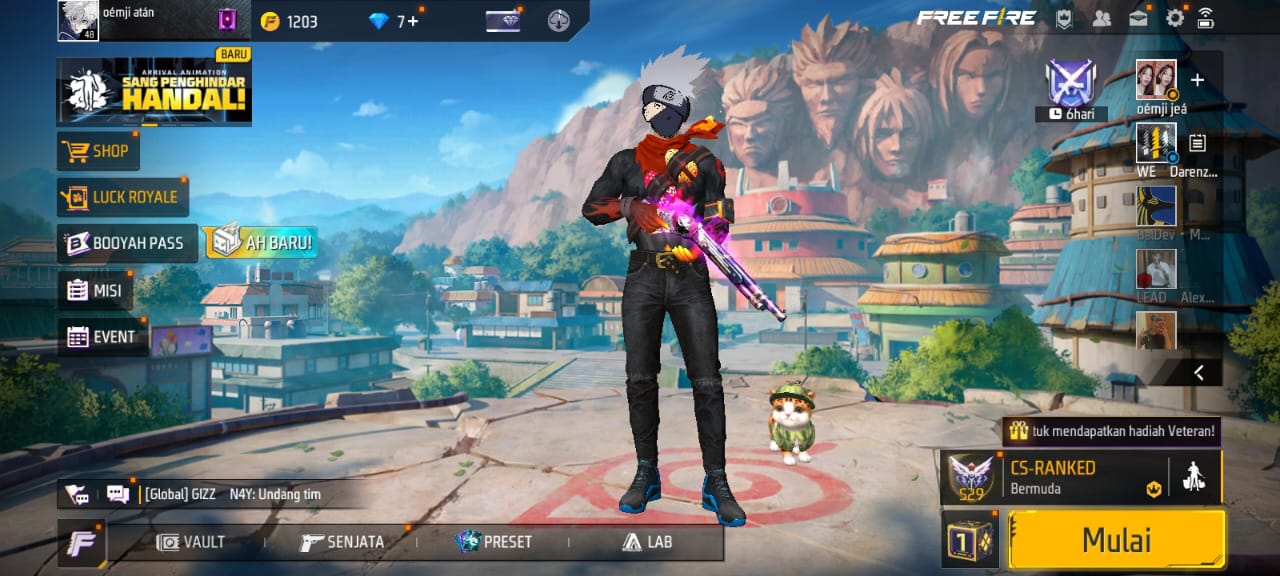 oémji atán
48
1203
7+
FREE FIRE
BARU
ARRIVAL ANIMATION
SANG PENGHINDAR
HANDAL!
6hari
oémji jeá
SHOP
WE Darenz...
LUCK ROYALE
BOOYAH PASS
AH BARU!
BalDev • M...
MISI
LEAD Alex...
EVENT
tuk mendapatkan hadiah Veteran!
CS-RANKED
Bermuda
S29
[Global] GIZZ N4Y: Undang tim
VAULT
SENJATA
PRESET
LAB
1
Mulai